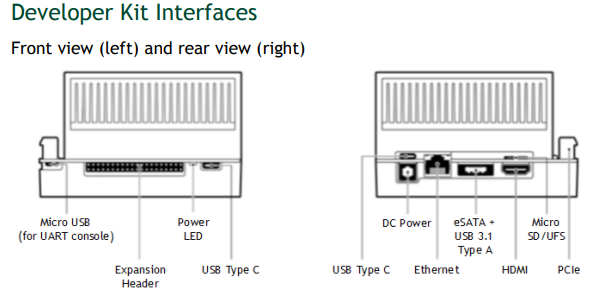 Developer Kit Interfaces
Front view (left) and rear view (right)
Micro USB
(for UART console)
Power
LED
Expansion
Header
USB Type C
DC Power
eSATA +
USB 3.1
Type A
Micro
SD/UFS
USB Type C
Ethernet
HDMI
PCIe